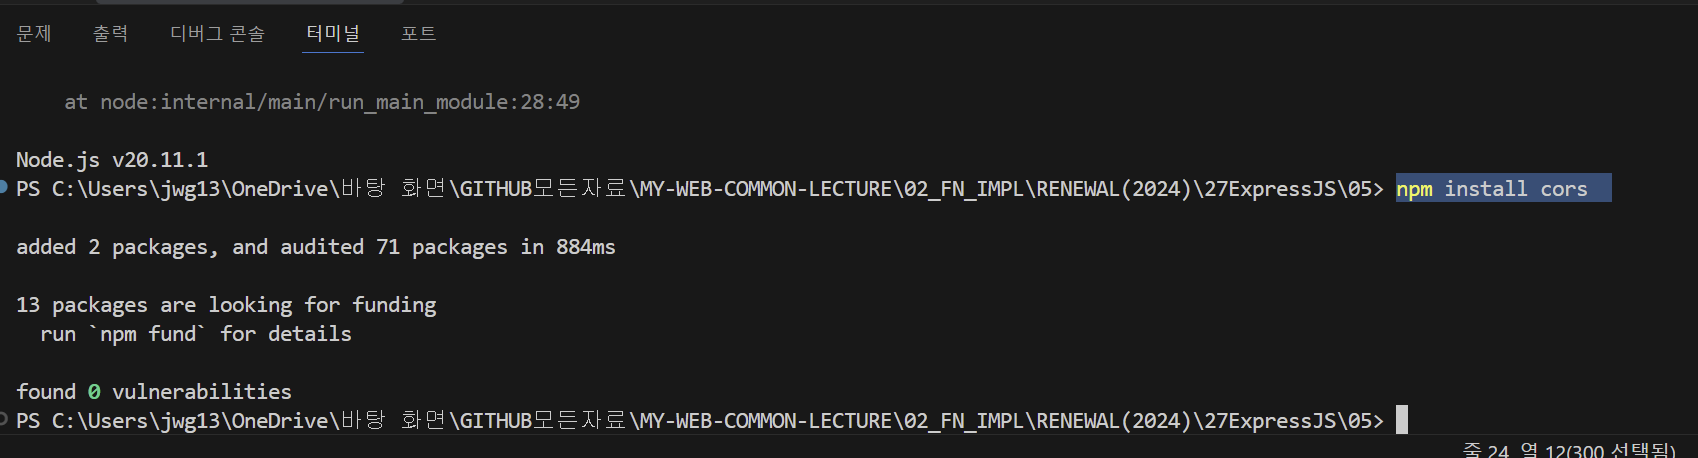 문제 출력 디버그 콘솔 터미널 포트
at node:internal/main/run_main_module:28:49
Node.js v20.11.1
PS C:\Users\jwg13\OneDrive\바탕 화면\GITHUB모든자료\MY-WEB-COMMON-LECTURE\02_FN_IMPL\RENEWAL(2024)\27ExpressJS\05> npm install cors
added 2 packages, and audited 71 packages in 884ms
13 packages are looking for funding
run `npm fund` for details
found 0 vulnerabilities
PS C:\Users\jwg13\OneDrive\바탕 화면\GITHUB모든자료\MY-WEB-COMMON-LECTURE\02_FN_IMPL\RENEWAL(2024)\27ExpressJS\05>
줄 24, 열 12(300 선택됨)